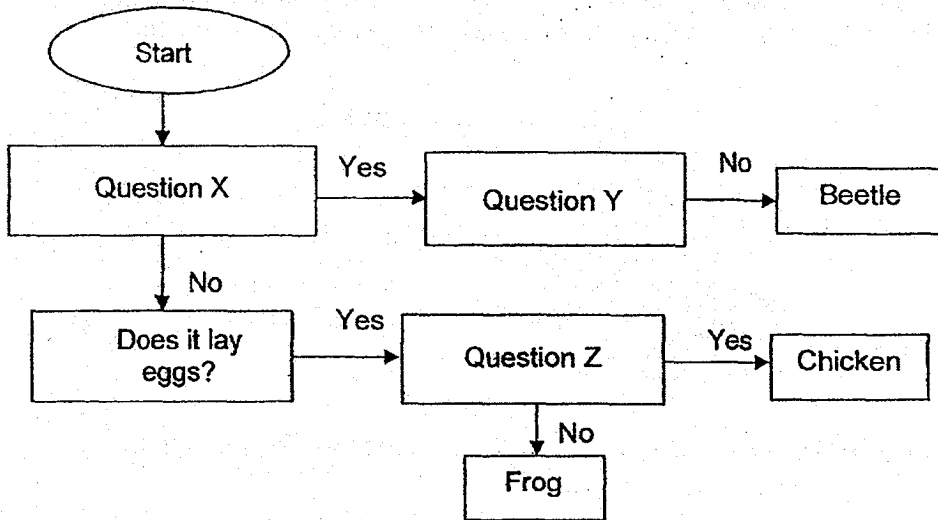 Start
Question X
Yes
Question Y
No
Beetle
No
Does it lay
eggs?
Yes
Question Z
Yes
Chicken
No
Frog